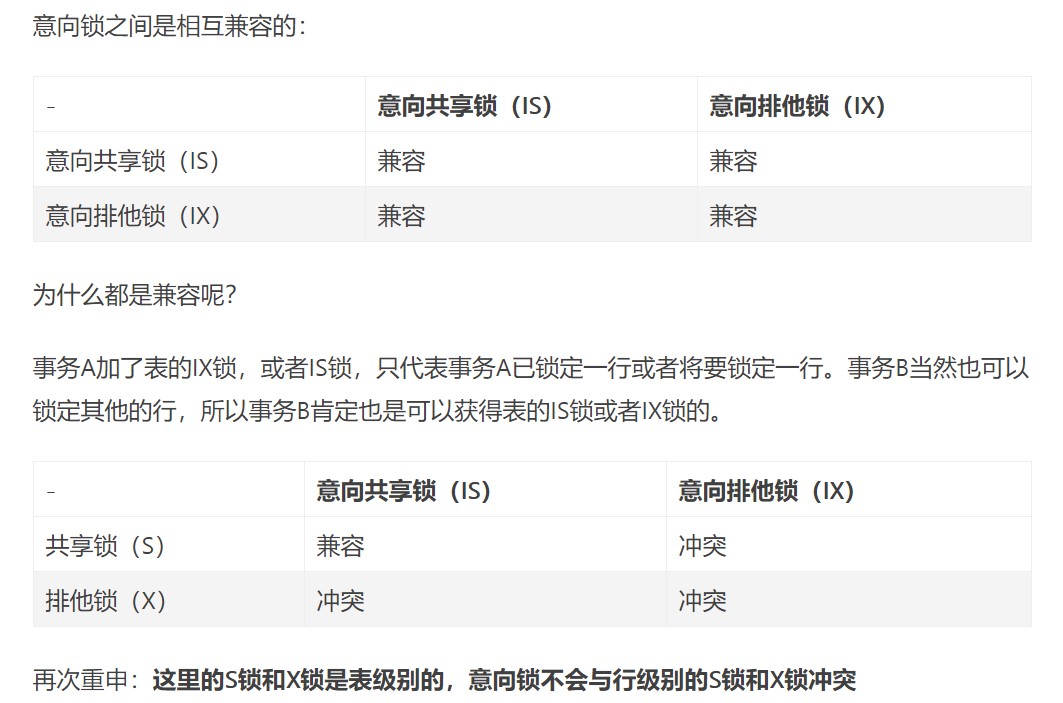 意向锁之间是相互兼容的：
- 意向共享锁（IS） 意向排他锁（IX）
意向共享锁（IS） 兼容 兼容
意向排他锁（IX） 兼容 兼容
为什么都是兼容呢？
事务A加了表的IX锁，或者IS锁，只代表事务A已锁定一行或者将要锁定一行。事务B当然也可以
锁定其他的行，所以事务B肯定也是可以获得表的IS锁或者IX锁的。
- 意向共享锁（IS） 意向排他锁（IX）
共享锁（S） 兼容 冲突
排他锁（X） 冲突 冲突
再次重申：这里的S锁和X锁是表级别的，意向锁不会与行级别的S锁和X锁冲突